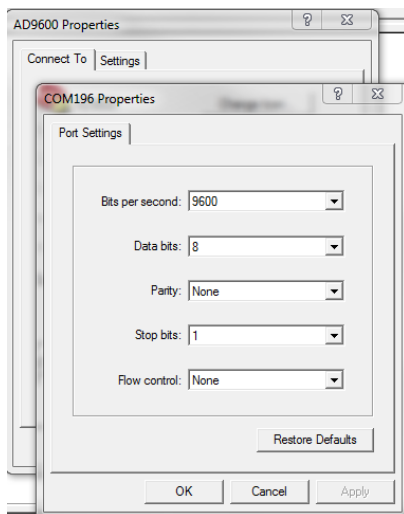 AD9600 Properties
Connect To
Settings
COM196 Properties
Port Settings
Bits per second: 9600
Data bits: 8
Parity: None
Stop bits: 1
Flow control: None
Restore Defaults
OK
Cancel
Apply